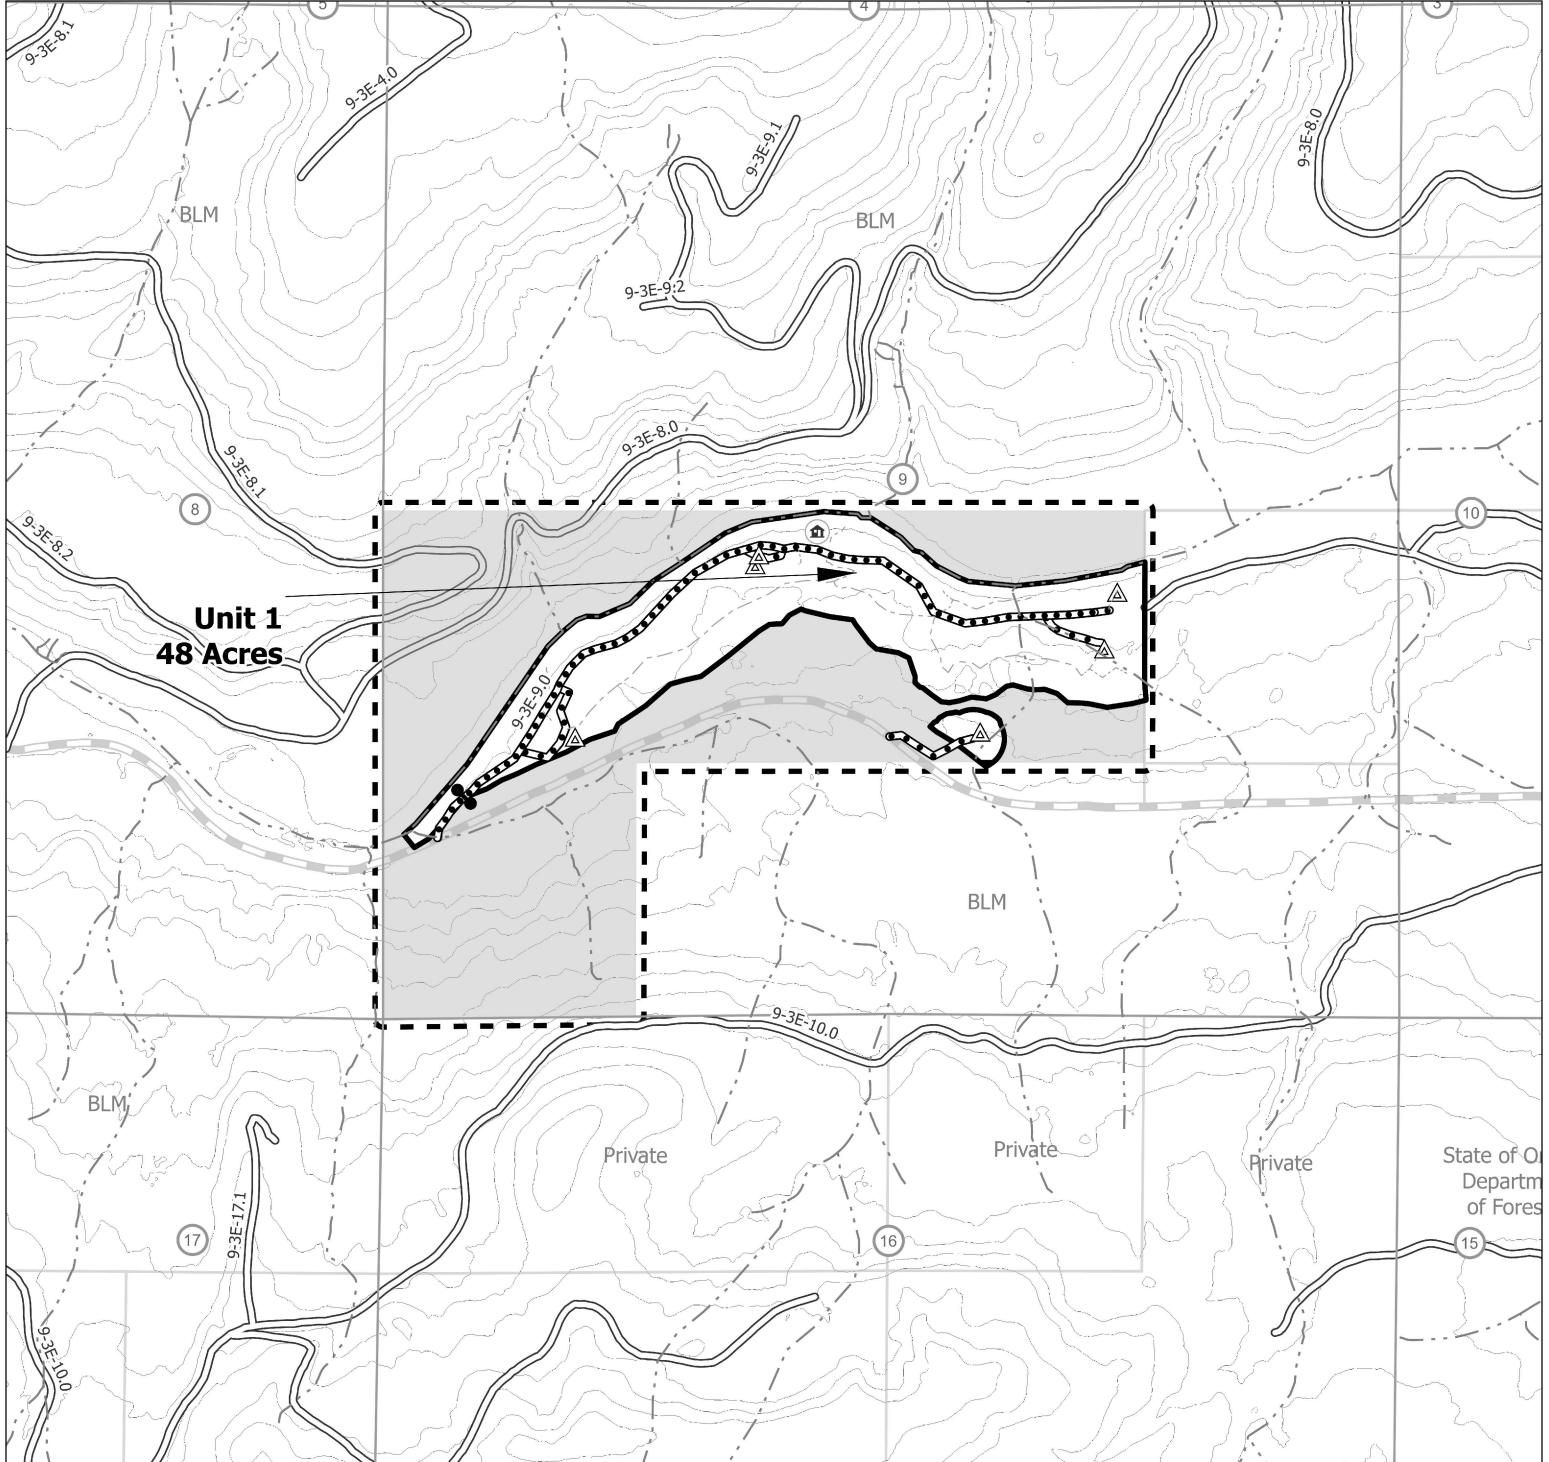 5
4
3
9-3E-8.1
9-3E-4.0
9-3E-9.1
9-3E-8.0
BLM
BLM
9-3E-9.2
9-3E-8.0
9-3E-8.1
9
8
10
9-3E-8.2
Unit 1
48 Acres
9-3E-9.0
BLM
9-3E-10.0
BLM
Private
Private
Private
State of O
Departm
of Fores
9-3E-17.1
17
16
15
9-3E-10.0